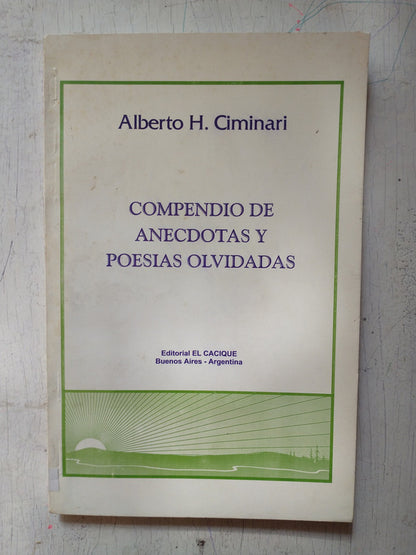 Alberto H. Ciminari
COMPENDIO DE
ANECDOTAS Y
POESIAS OLVIDADAS
Editorial EL CACIQUE
Buenos Aires - Argentina